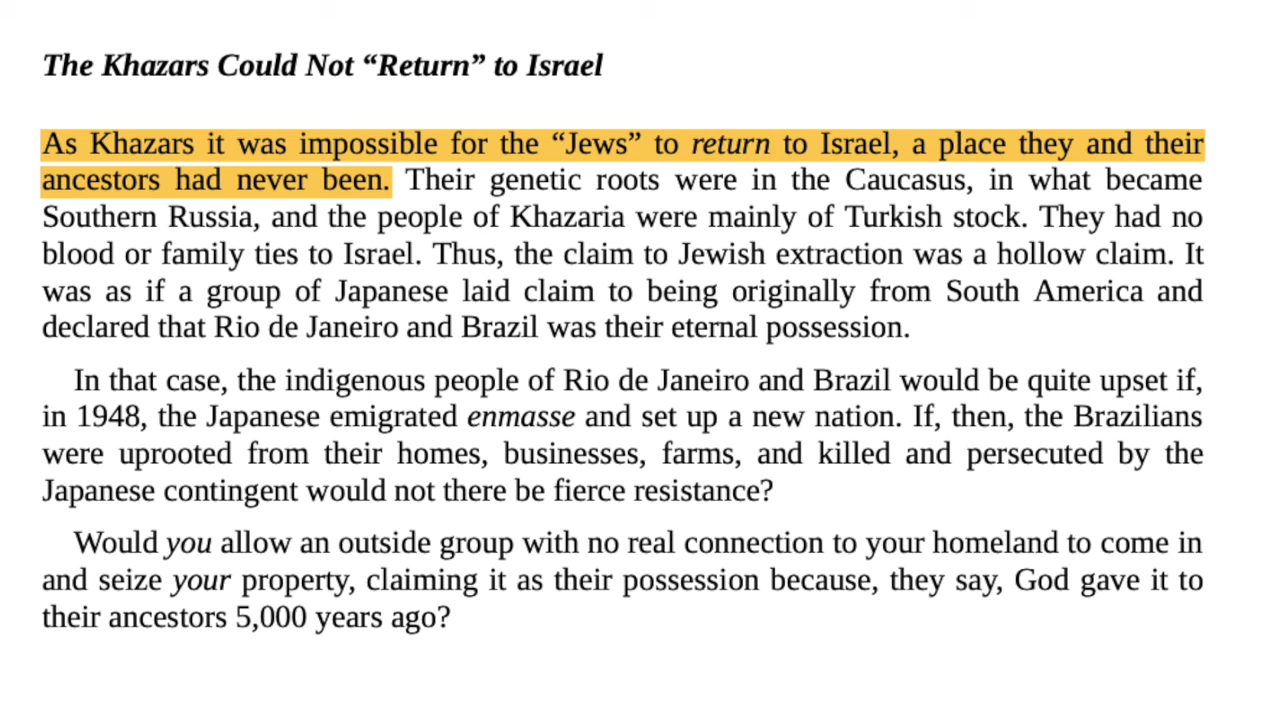 The Khazars Could Not “Return” to Israel
As Khazars it was impossible for the “Jews” to return to Israel, a place they and their
ancestors had never been. Their genetic roots were in the Caucasus, in what became
Southern Russia, and the people of Khazaria were mainly of Turkish stock. They had no
blood or family ties to Israel. Thus, the claim to Jewish extraction was a hollow claim. It
was as if a group of Japanese laid claim to being originally from South America and
declared that Rio de Janeiro and Brazil was their eternal possession.
In that case, the indigenous people of Rio de Janeiro and Brazil would be quite upset if,
in 1948, the Japanese emigrated enmasse and set up a new nation. If, then, the Brazilians
were uprooted from their homes, businesses, farms, and killed and persecuted by the
Japanese contingent would not there be fierce resistance?
Would you allow an outside group with no real connection to your homeland to come in
and seize your property, claiming it as their possession because, they say, God gave it to
their ancestors 5,000 years ago?